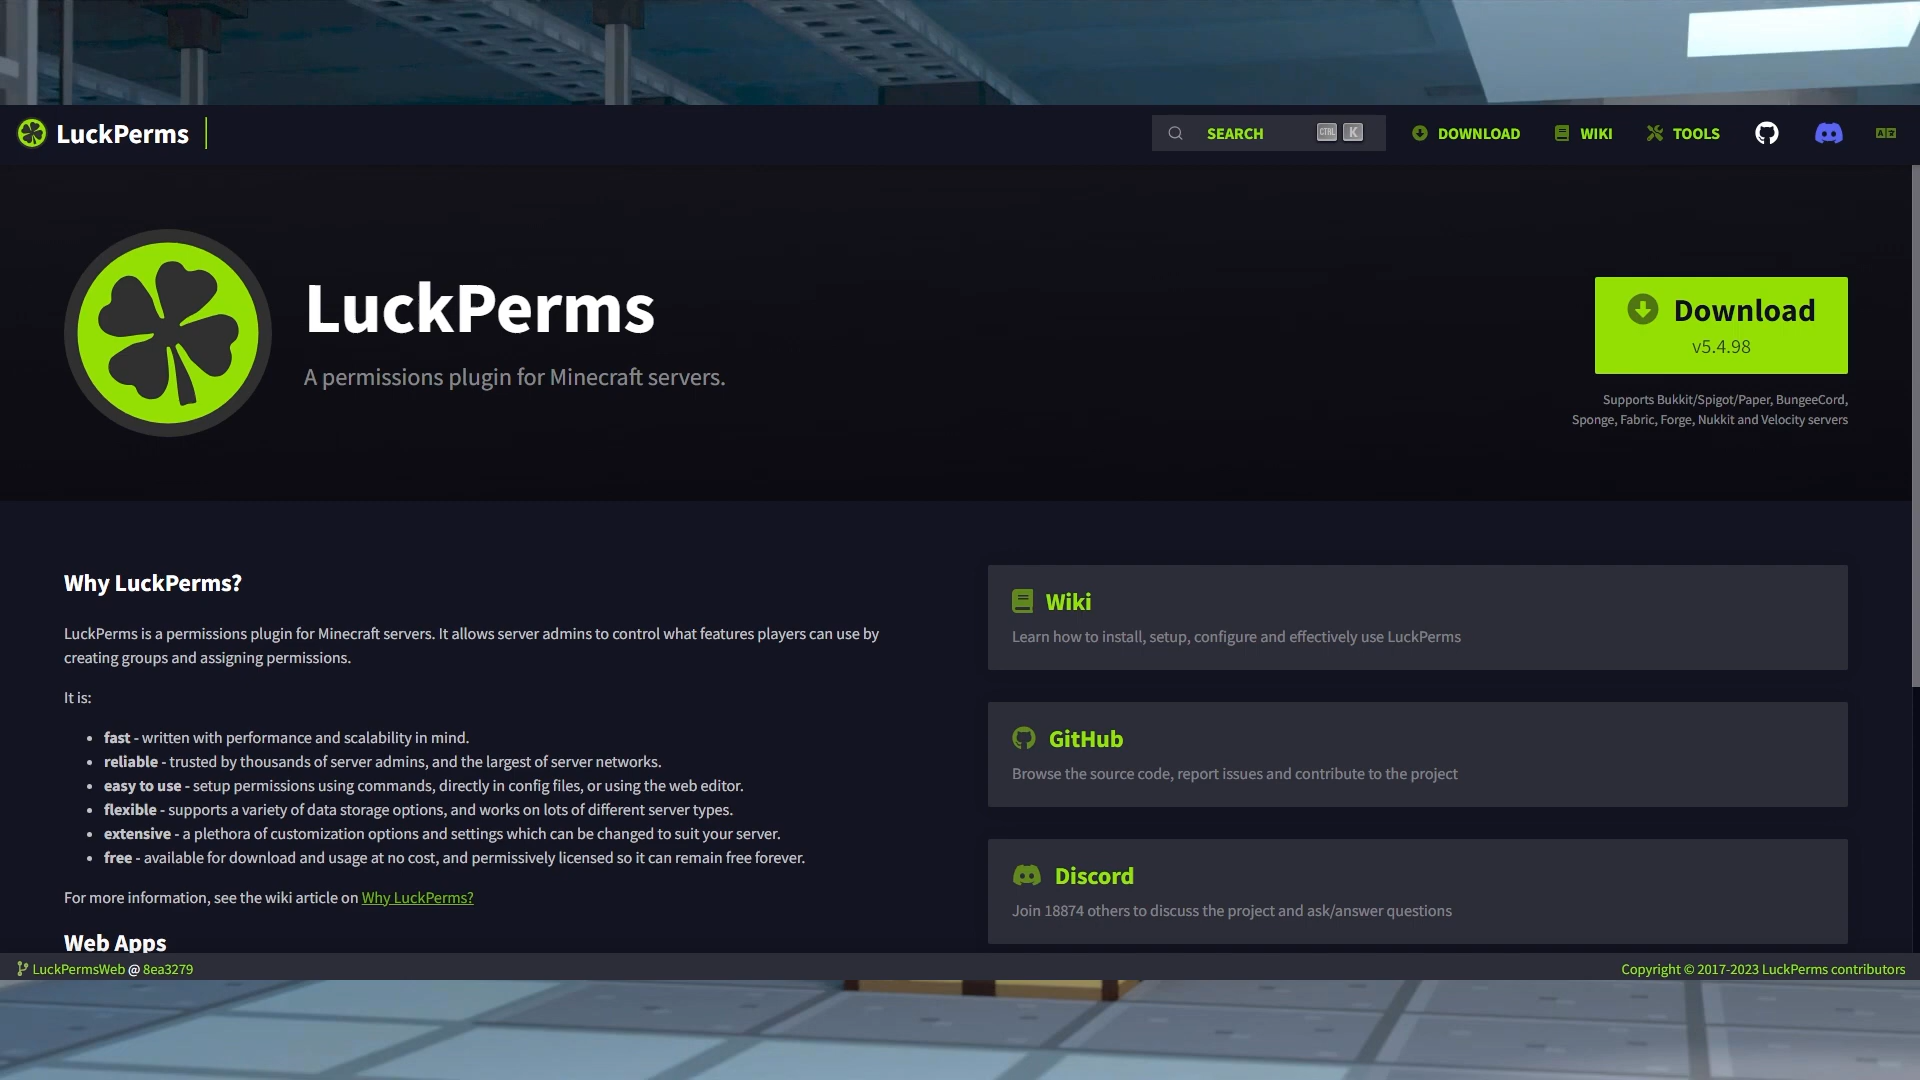 LuckPerms
SEARCH
CTRL K
DOWNLOAD
WIKI
TOOLS
LuckPerms
A permissions plugin for Minecraft servers.
Download
v5.4.98
Supports Bukkit/Spigot/Paper, BungeeCord,
Sponge, Fabric, Forge, Nukkit and Velocity servers
Why LuckPerms?
LuckPerms is a permissions plugin for Minecraft servers. It allows server admins to control what features players can use by
creating groups and assigning permissions.
It is:
• fast - written with performance and scalability in mind.
• reliable - trusted by thousands of server admins, and the largest of server networks.
• easy to use - setup permissions using commands, directly in config files, or using the web editor.
• flexible - supports a variety of data storage options, and works on lots of different server types.
• extensive - a plethora of customization options and settings which can be changed to suit your server.
• free - available for download and usage at no cost, and permissively licensed so it can remain free forever.
For more information, see the wiki article on Why LuckPerms?
Web Apps
Wiki
Learn how to install, setup, configure and effectively use LuckPerms
GitHub
Browse the source code, report issues and contribute to the project
Discord
Join 18874 others to discuss the project and ask/answer questions
LuckPermsWeb @ 8ea3279
Copyright © 2017-2023 LuckPerms contributors